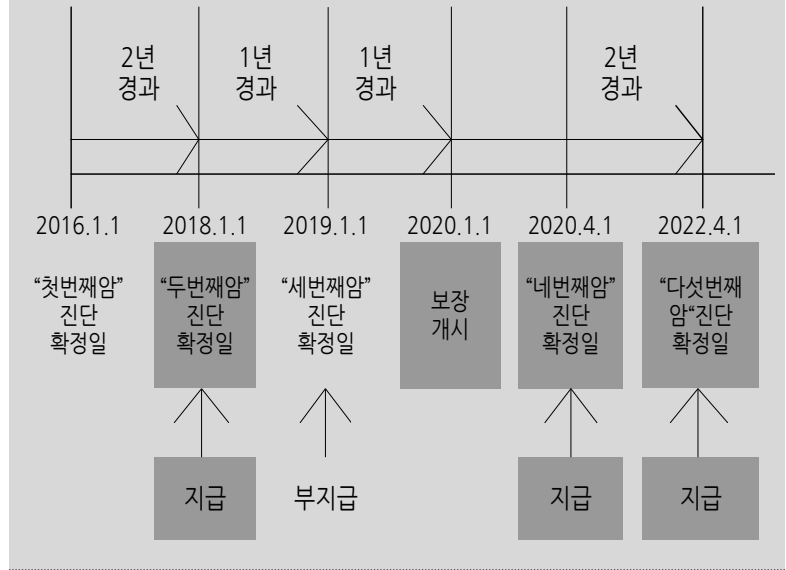 2년
경과
1년
경과
1년
경과
2년
경과
2016.1.1
2018.1.1
2019.1.1
2020.1.1
2020.4.1
2022.4.1
“첫번째암”
진단
확정일
“두번째암”
진단
확정일
“세번째암”
진단
확정일
보장
개시
“네번째암”
진단
확정일
“다섯번째
암“진단
확정일
지급
부지급
지급
지급